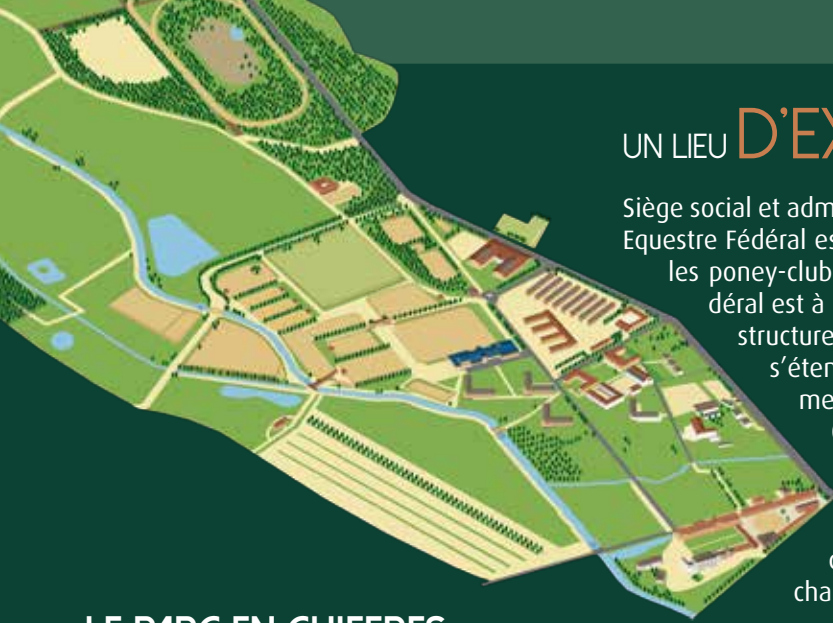 UN LIEU D'EX
Siège social et adm
Equestre Fédéral es
les poney-club
déral est à
structure
s'éten
me
cha
LE PARC EN CHIFFRES